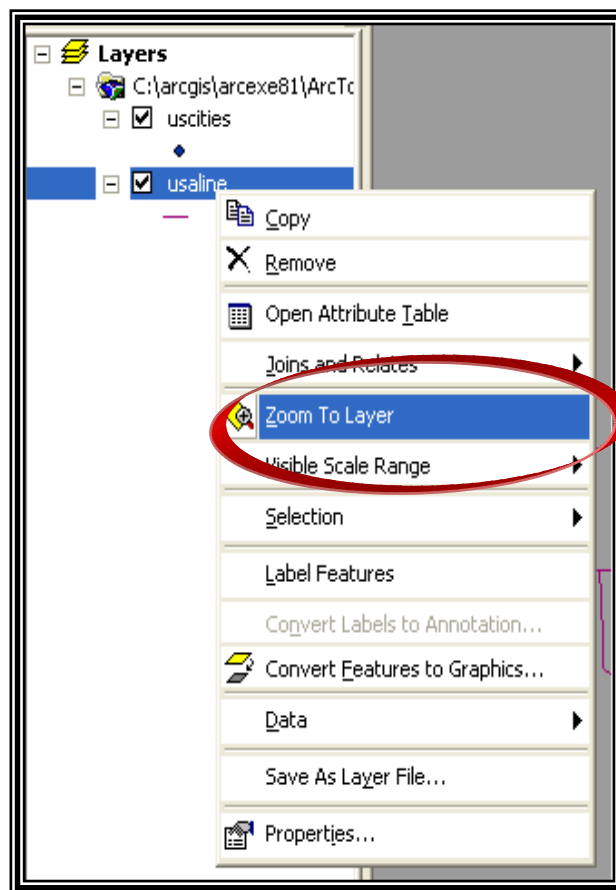 Layers
C:\arcgis\arcexe81\ArcTo
uscities
usaline
Copy
Remove
Open Attribute Table
Joins and Relates
Zoom To Layer
Visible Scale Range
Selection
Label Features
Convert Labels to Annotation...
Convert Features to Graphics...
Data
Save As Layer File...
Properties...